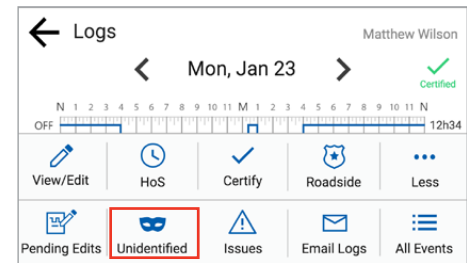 Logs
Matthew Wilson
Mon, Jan 23
Certified
N 1 2 3 4 5 6 7 8 9 10 11 M 1 2 3 4 5 6 7 8 9 10 11 N
OFF 12h34
View/Edit HoS Certify Roadside Less
Pending Edits Unidentified Issues Email Logs All Events